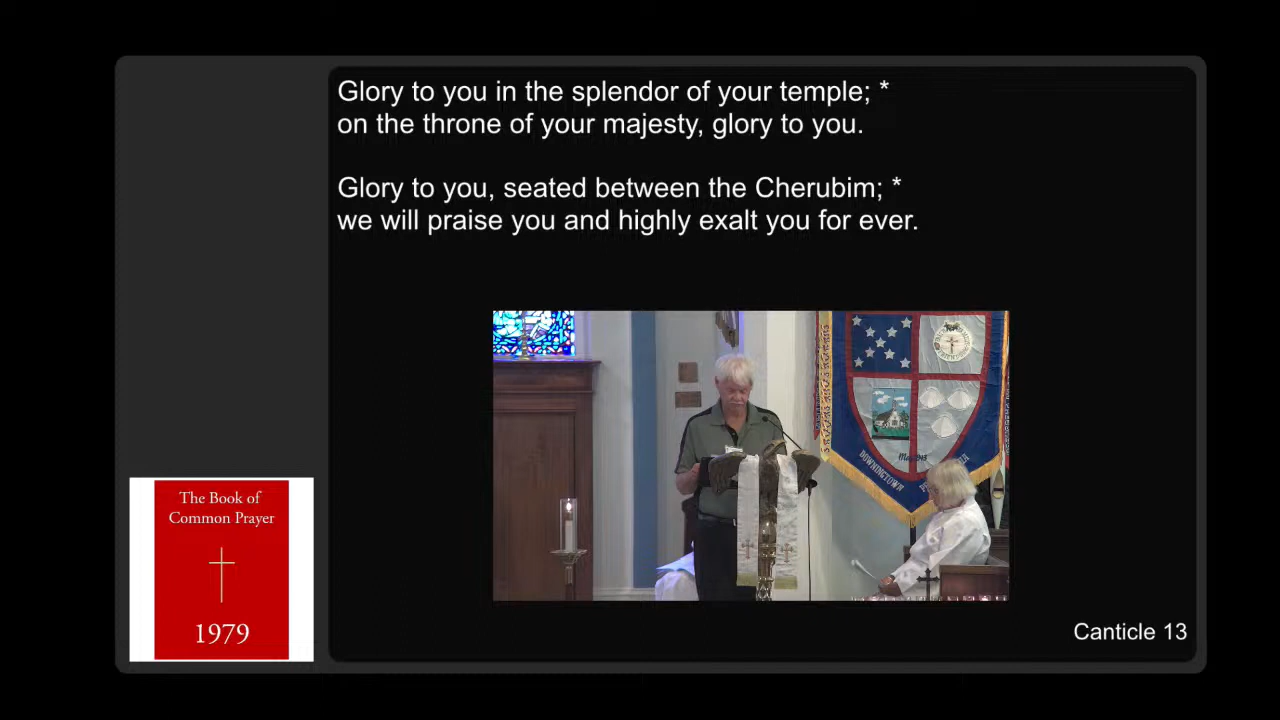 Glory to you in the splendor of your temple; *
on the throne of your majesty, glory to you.
Glory to you, seated between the Cherubim; *
we will praise you and highly exalt you for ever.
DOWNINGTOWN
The Book of
Common Prayer
1979
Canticle 13